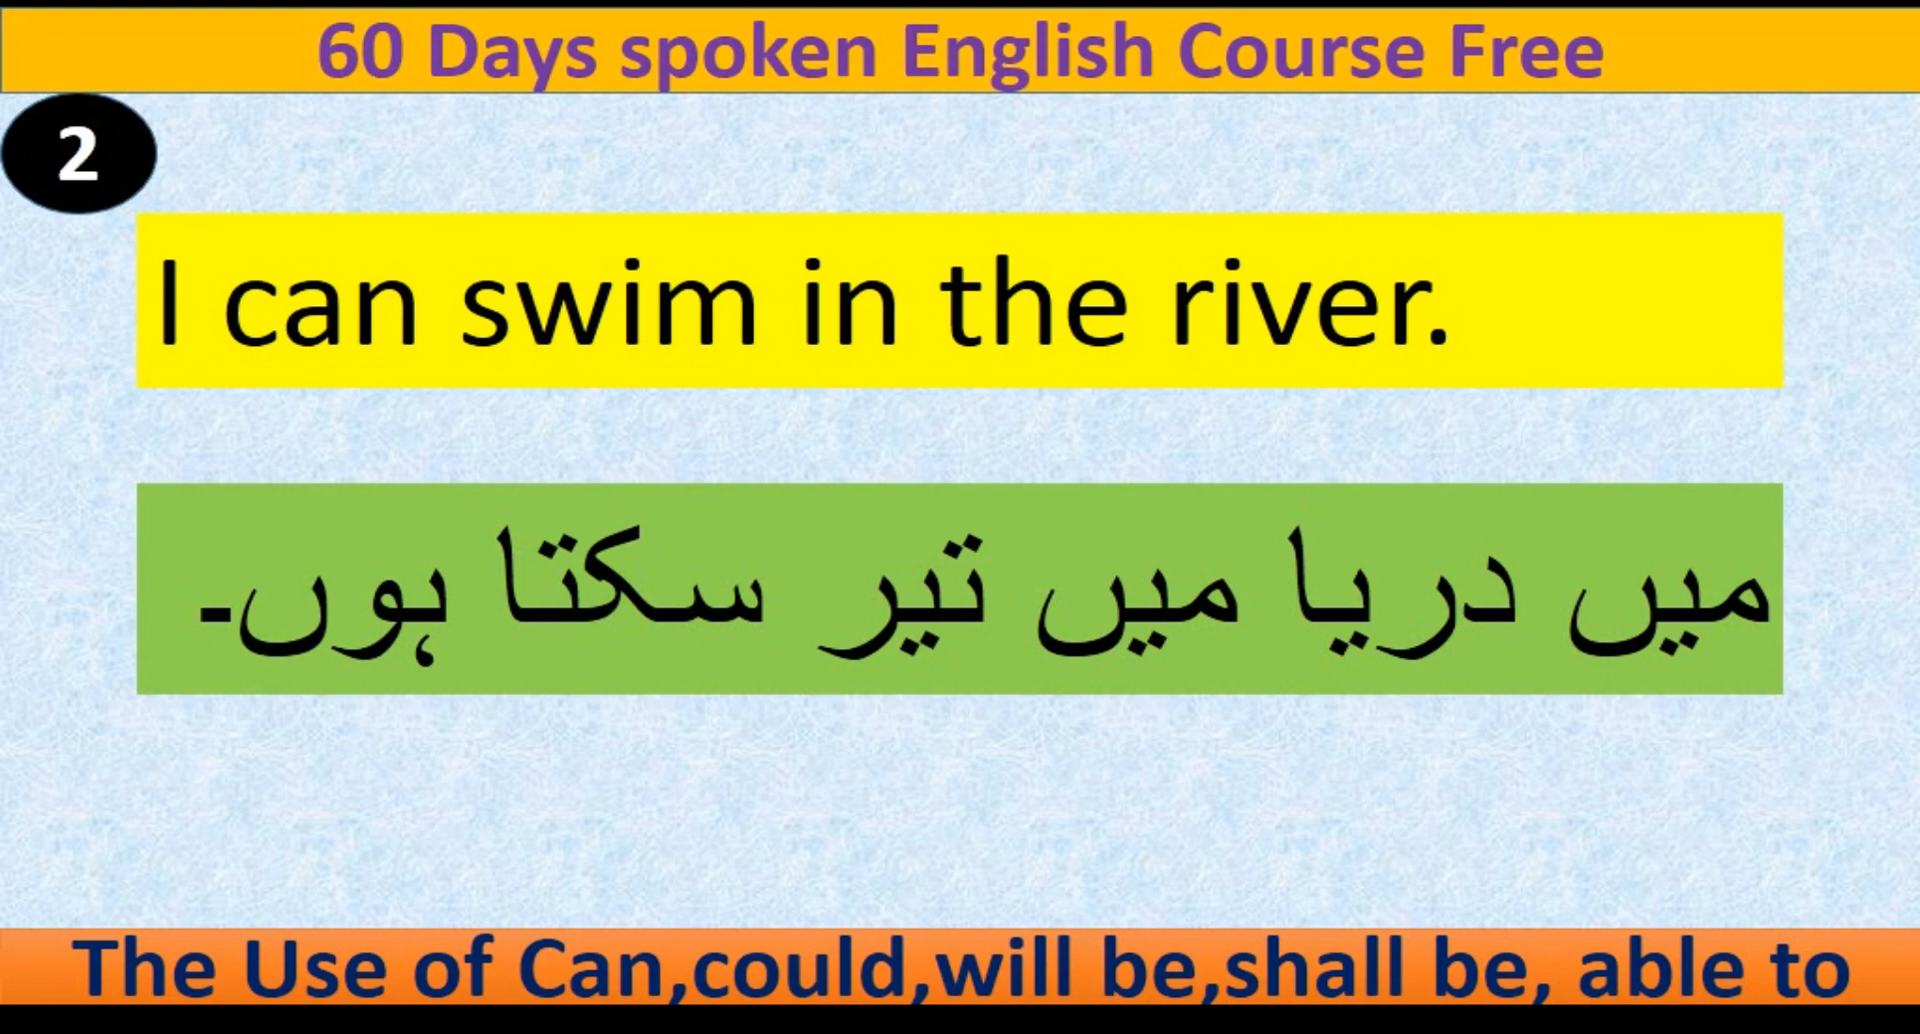 60 Days spoken English Course Free
2
I can swim in the river.
میں دریا میں تیر سکتا ہوں۔
The Use of Can,could,will be,shall be, able to